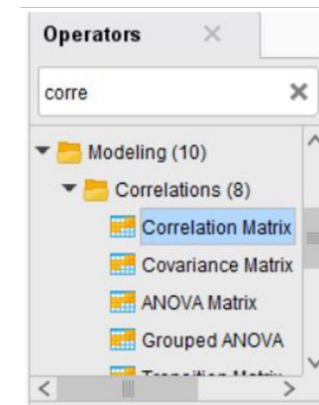 Operators
corre
Modeling (10)
Correlations (8)
Correlation Matrix
Covariance Matrix
ANOVA Matrix
Grouped ANOVA